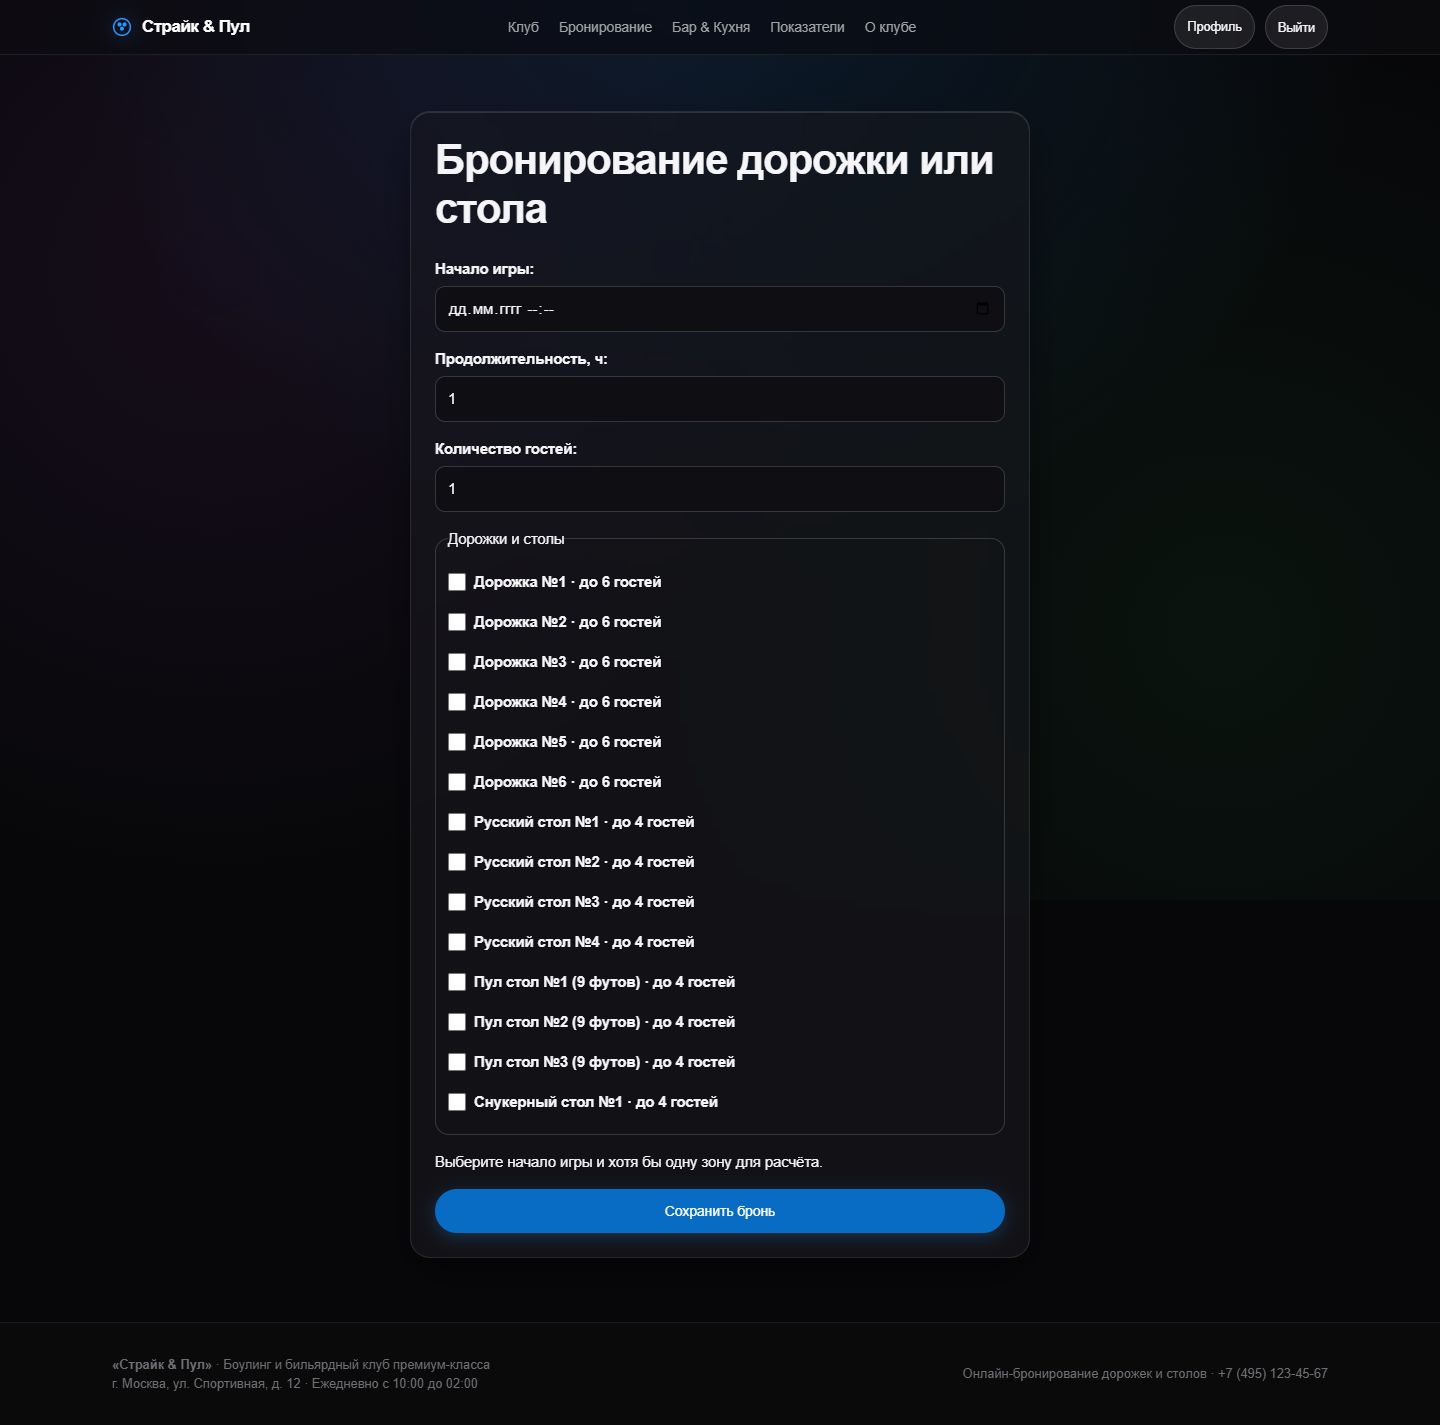 Страйк & Пул
Клуб Бронирование Бар & Кухня Показатели О клубе
Профиль Выйти
Бронирование дорожки или
стола
Начало игры:
дд.мм.гггг --:--
Продолжительность, ч:
1
Количество гостей:
1
Дорожки и столы
Дорожка №1 · до 6 гостей
Дорожка №2 · до 6 гостей
Дорожка №3 · до 6 гостей
Дорожка №4 · до 6 гостей
Дорожка №5 · до 6 гостей
Дорожка №6 · до 6 гостей
Русский стол №1 · до 4 гостей
Русский стол №2 · до 4 гостей
Русский стол №3 · до 4 гостей
Русский стол №4 · до 4 гостей
Пул стол №1 (9 футов) · до 4 гостей
Пул стол №2 (9 футов) · до 4 гостей
Пул стол №3 (9 футов) · до 4 гостей
Снукерный стол №1 · до 4 гостей
Выберите начало игры и хотя бы одну зону для расчёта.
Сохранить бронь
«Страйк & Пул» · Боулинг и бильярдный клуб премиум-класса
г. Москва, ул. Спортивная, д. 12 · Ежедневно с 10:00 до 02:00
Онлайн-бронирование дорожек и столов · +7 (495) 123-45-67